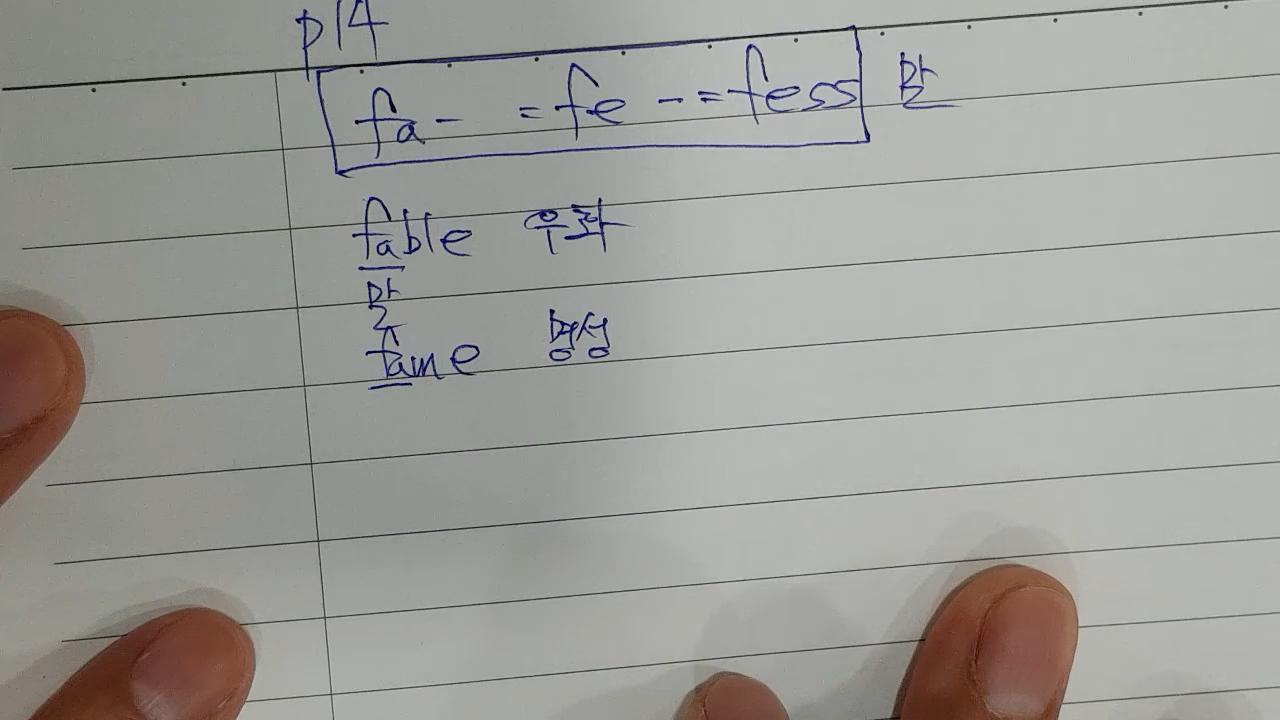 p14
fa- = fe -- = fess 말
fable 우화
말
fame 명성